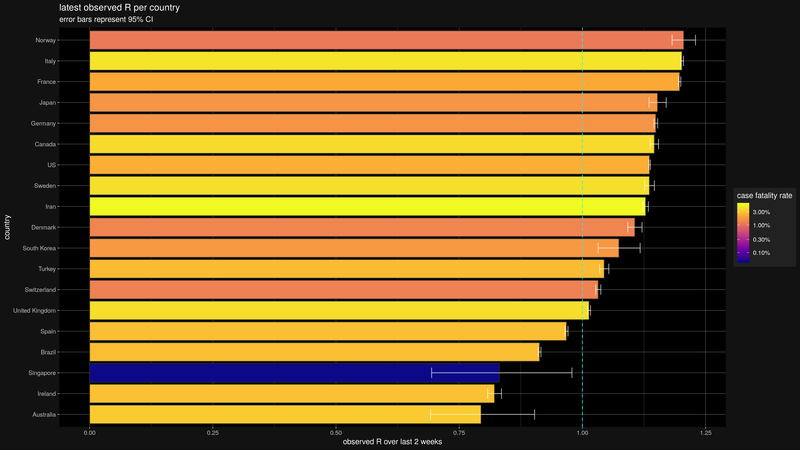 latest observed R per country
error bars represent 95% CI
country
Norway
Italy
France
Japan
Germany
Canada
US
Sweden
Iran
Denmark
South Korea
Turkey
Switzerland
United Kingdom
Spain
Brazil
Singapore
Ireland
Australia
0.00 0.25 0.50 0.75 1.00 1.25
observed R over last 2 weeks
case fatality rate
3.00%
1.00%
0.30%
0.10%